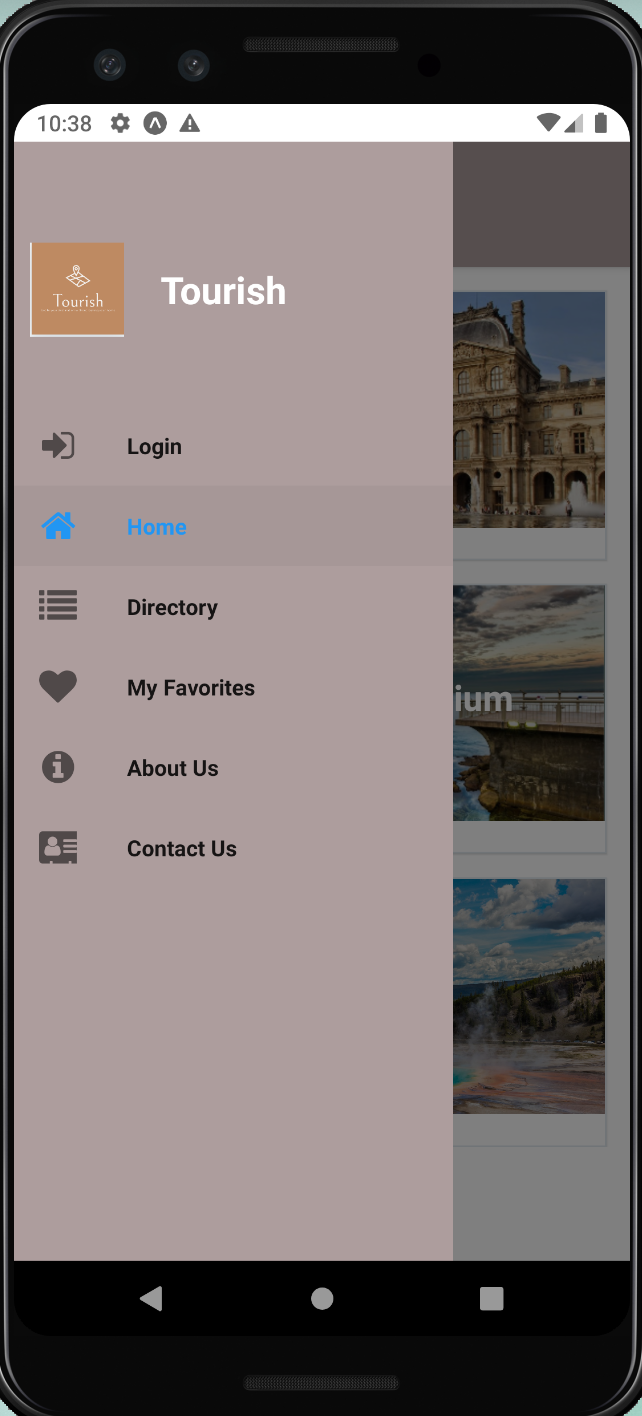 10:38
Tourish
Tourish
Login
Home
Directory
ium
My Favorites
About Us
Contact Us